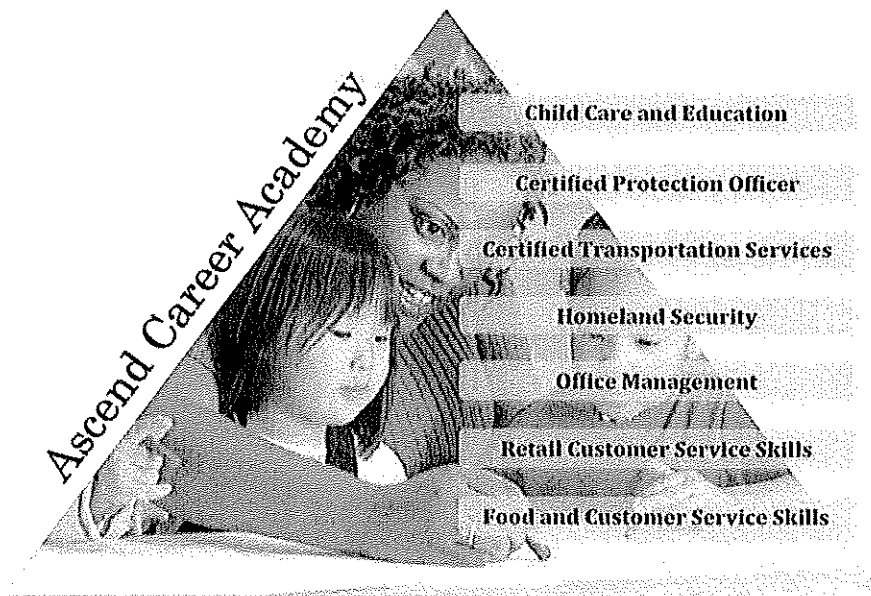 Ascend Career Academy
Child Care and Education
Certified Protection Officer
Certified Transportation Services
Homeland Security
Office Management
Retail Customer Service Skills
Food and Customer Service Skills